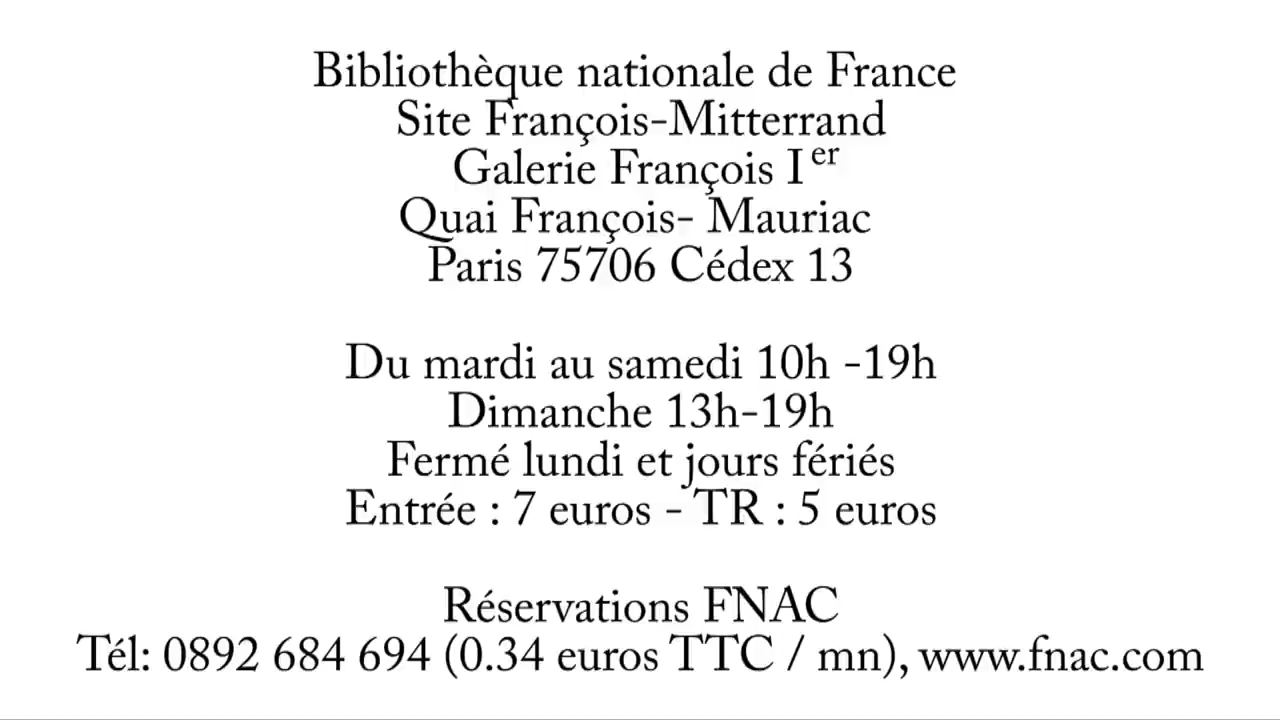 Bibliothèque nationale de France
Site François-Mitterrand
Galerie François I er
Quai François- Mauriac
Paris 75706 Cédex 13
Du mardi au samedi 10h -19h
Dimanche 13h-19h
Fermé lundi et jours fériés
Entrée : 7 euros - TR : 5 euros
Réservations FNAC
Tél: 0892 684 694 (0.34 euros TTC / mn), www.fnac.com